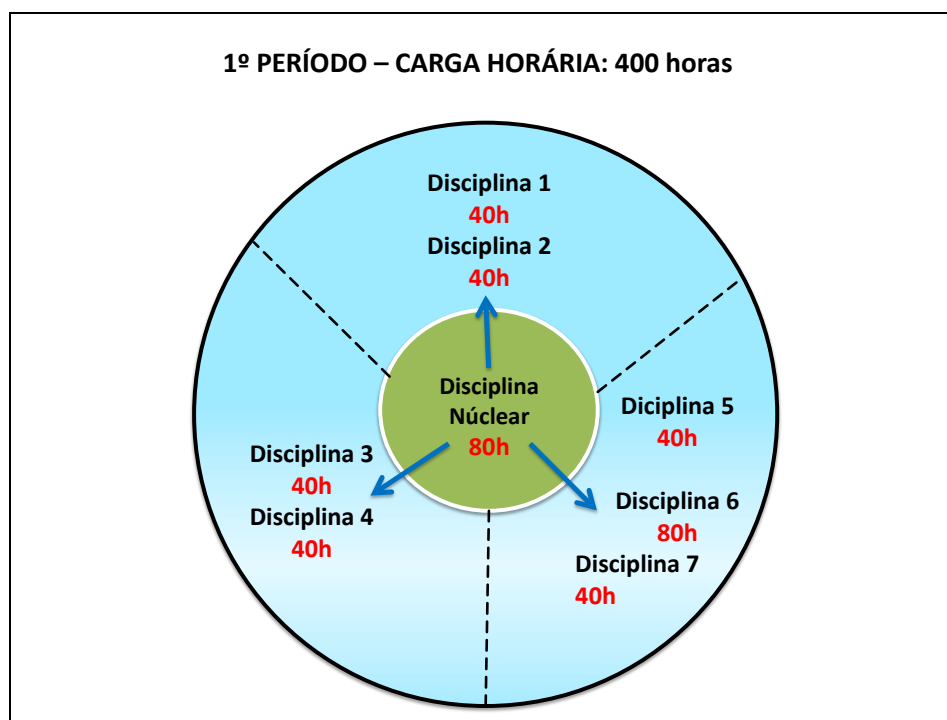 1º PERÍODO – CARGA HORÁRIA: 400 horas
Disciplina 1
40h
Disciplina 2
40h
Disciplina
Núclear
80h
Disciplina 3
40h
Disciplina 4
40h
Diciplina 5
40h
Disciplina 6
80h
Disciplina 7
40h